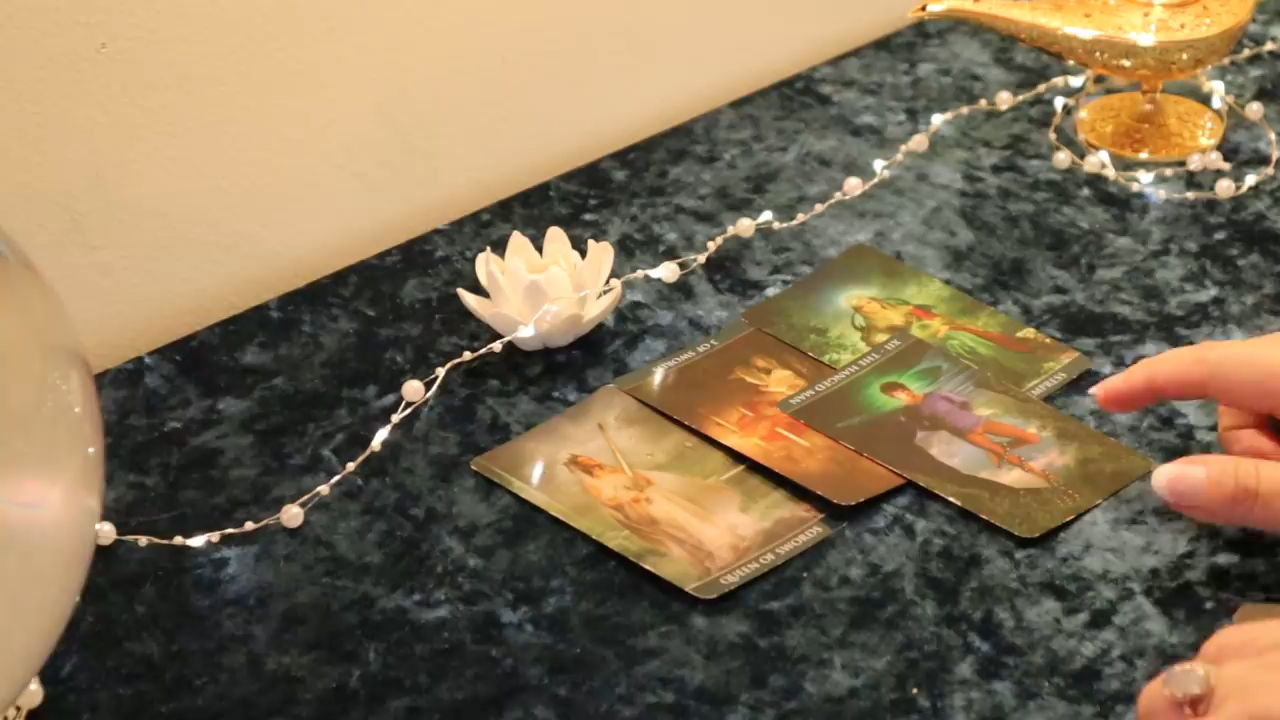 3 OF SWORDS
XII - THE HANGED MAN
QUEEN OF SWORDS